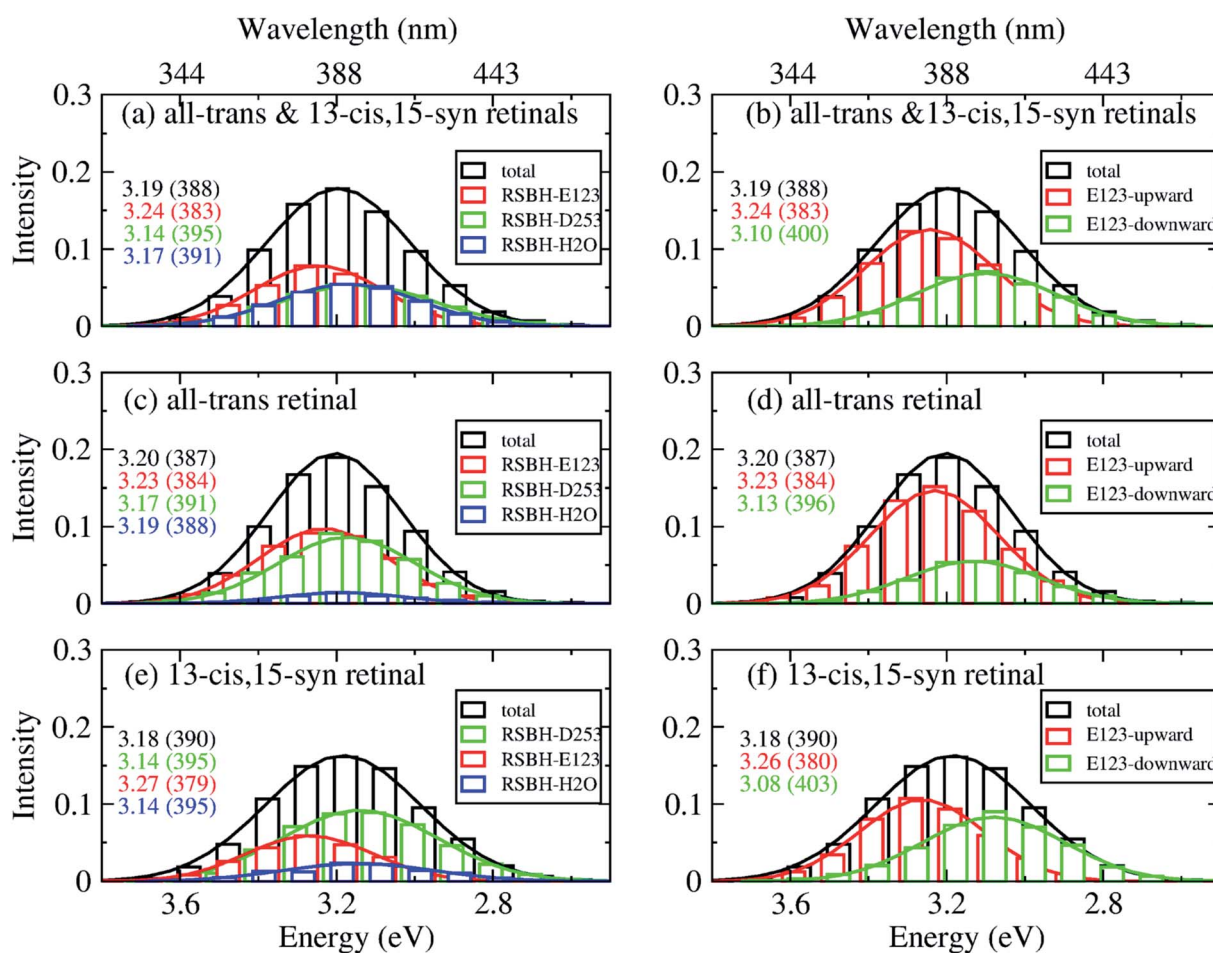 Wavelength (nm)
344 388 443
0.3
(a) all-trans & 13-cis,15-syn retinals
total
RSBH-E123
RSBH-D253
RSBH-H2O
3.19 (388)
3.24 (383)
3.14 (395)
3.17 (391)
0.2
0.1
0
Intensity
Wavelength (nm)
344 388 443
0.3
(b) all-trans &13-cis,15-syn retinals
total
E123-upward
E123-downward
3.19 (388)
3.24 (383)
3.10 (400)
0.2
0.1
0
Intensity
0.3
(c) all-trans retinal
total
RSBH-E123
RSBH-D253
RSBH-H2O
3.20 (387)
3.23 (384)
3.17 (391)
3.19 (388)
0.2
0.1
0
Intensity
0.3
(d) all-trans retinal
total
E123-upward
E123-downward
3.20 (387)
3.23 (384)
3.13 (396)
0.2
0.1
0
Intensity
0.3
(e) 13-cis,15-syn retinal
total
RSBH-D253
RSBH-E123
RSBH-H2O
3.18 (390)
3.14 (395)
3.27 (379)
3.14 (395)
0.2
0.1
0
Intensity
3.6 3.2 2.8
Energy (eV)
0.3
(f) 13-cis,15-syn retinal
total
E123-upward
E123-downward
3.18 (390)
3.26 (380)
3.08 (403)
0.2
0.1
0
Intensity
3.6 3.2 2.8
Energy (eV)